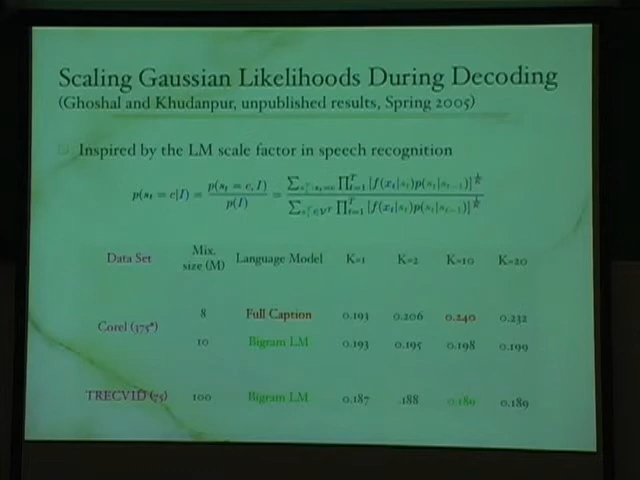 Scaling Gaussian Likelihoods During Decoding
(Ghoshal and Khudanpur, unpublished results, Spring 2005)
Inspired by the LM scale factor in speech recognition
p(s_t = c|I) = p(s_t = c, I) / p(I) =
Data Set Mix. size (M) Language Model K=1 K=2 K=10 K=20
Corel (375*) 8 Full Caption 0.193 0.206 0.240 0.232
10 Bigram LM 0.193 0.195 0.198 0.199
TRECVID (75) 100 Bigram LM 0.187 .188 0.189 0.189